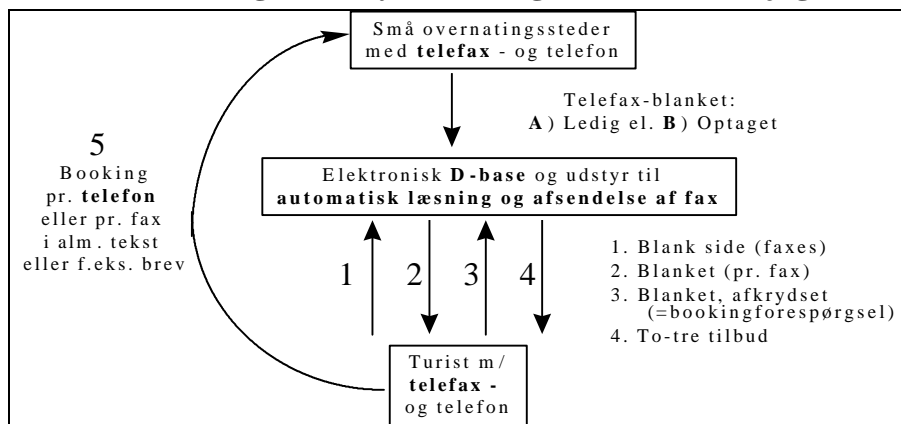 Små overnatingssteder
med telefax - og telefon
Telefax-blanket:
A) Ledig el. B) Optaget
5
Booking
pr. telefon
eller pr. fax
i alm. tekst
eller f.eks. brev
Elektronisk D-base og udstyr til
automatisk læsning og afsendelse af fax
1
2
3
4
1. Blank side (faxes)
2. Blanket (pr. fax)
3. Blanket, afkrydset
(=bookingforespørgsel)
4. To-tre tilbud
Turist m/
telefax -
og telefon